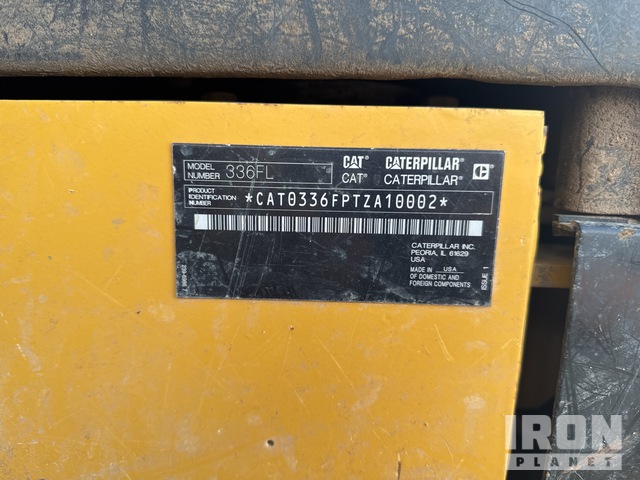 MODEL NUMBER 336FL
CAT® CATERPILLAR® C
CAT® CATERPILLAR®
PRODUCT IDENTIFICATION NUMBER *CAT0336FPTZA10002*
CATERPILLAR INC.
PEORIA, IL 61629
USA
MADE IN USA
OF DOMESTIC AND
FOREIGN COMPONENTS
ISSUE 1
IRON
PLANET